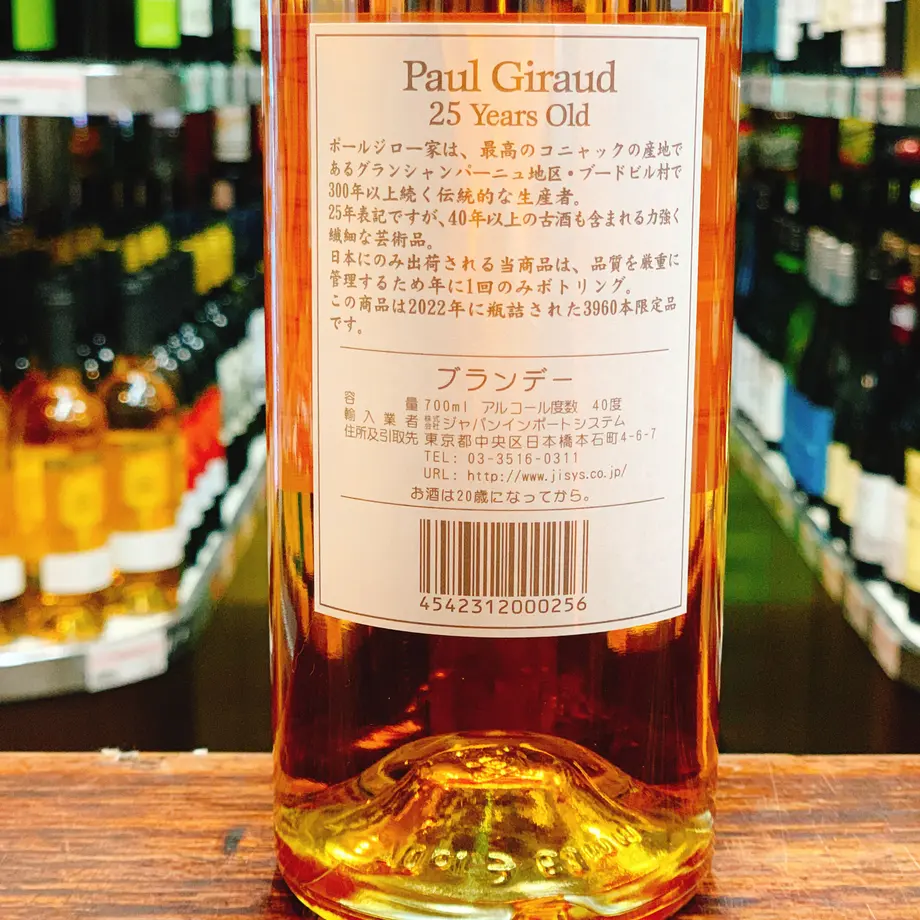 Paul Giraud
25 Years Old
ポールジロー家は、最高のコニャックの産地で
あるグランシャンパーニュ地区・ブードビル村で
300年以上続く伝統的な生産者。
25年表記ですが、40年以上の古酒も含まれる力強く
繊細な芸術品。
日本にのみ出荷される当商品は、品質を厳重に
管理するため年に1回のみボトリング。
この商品は2022年に瓶詰された3960本限定品
です。
ブランデー
容量 700ml アルコール度数 40度
輸入業者 株式会社 ジャパンインポートシステム
住所及引取先 東京都中央区日本橋本石町4-6-7
TEL: 03-3516-0311
URL: http://www.jisys.co.jp/
お酒は20歳になってから。
4542312000256